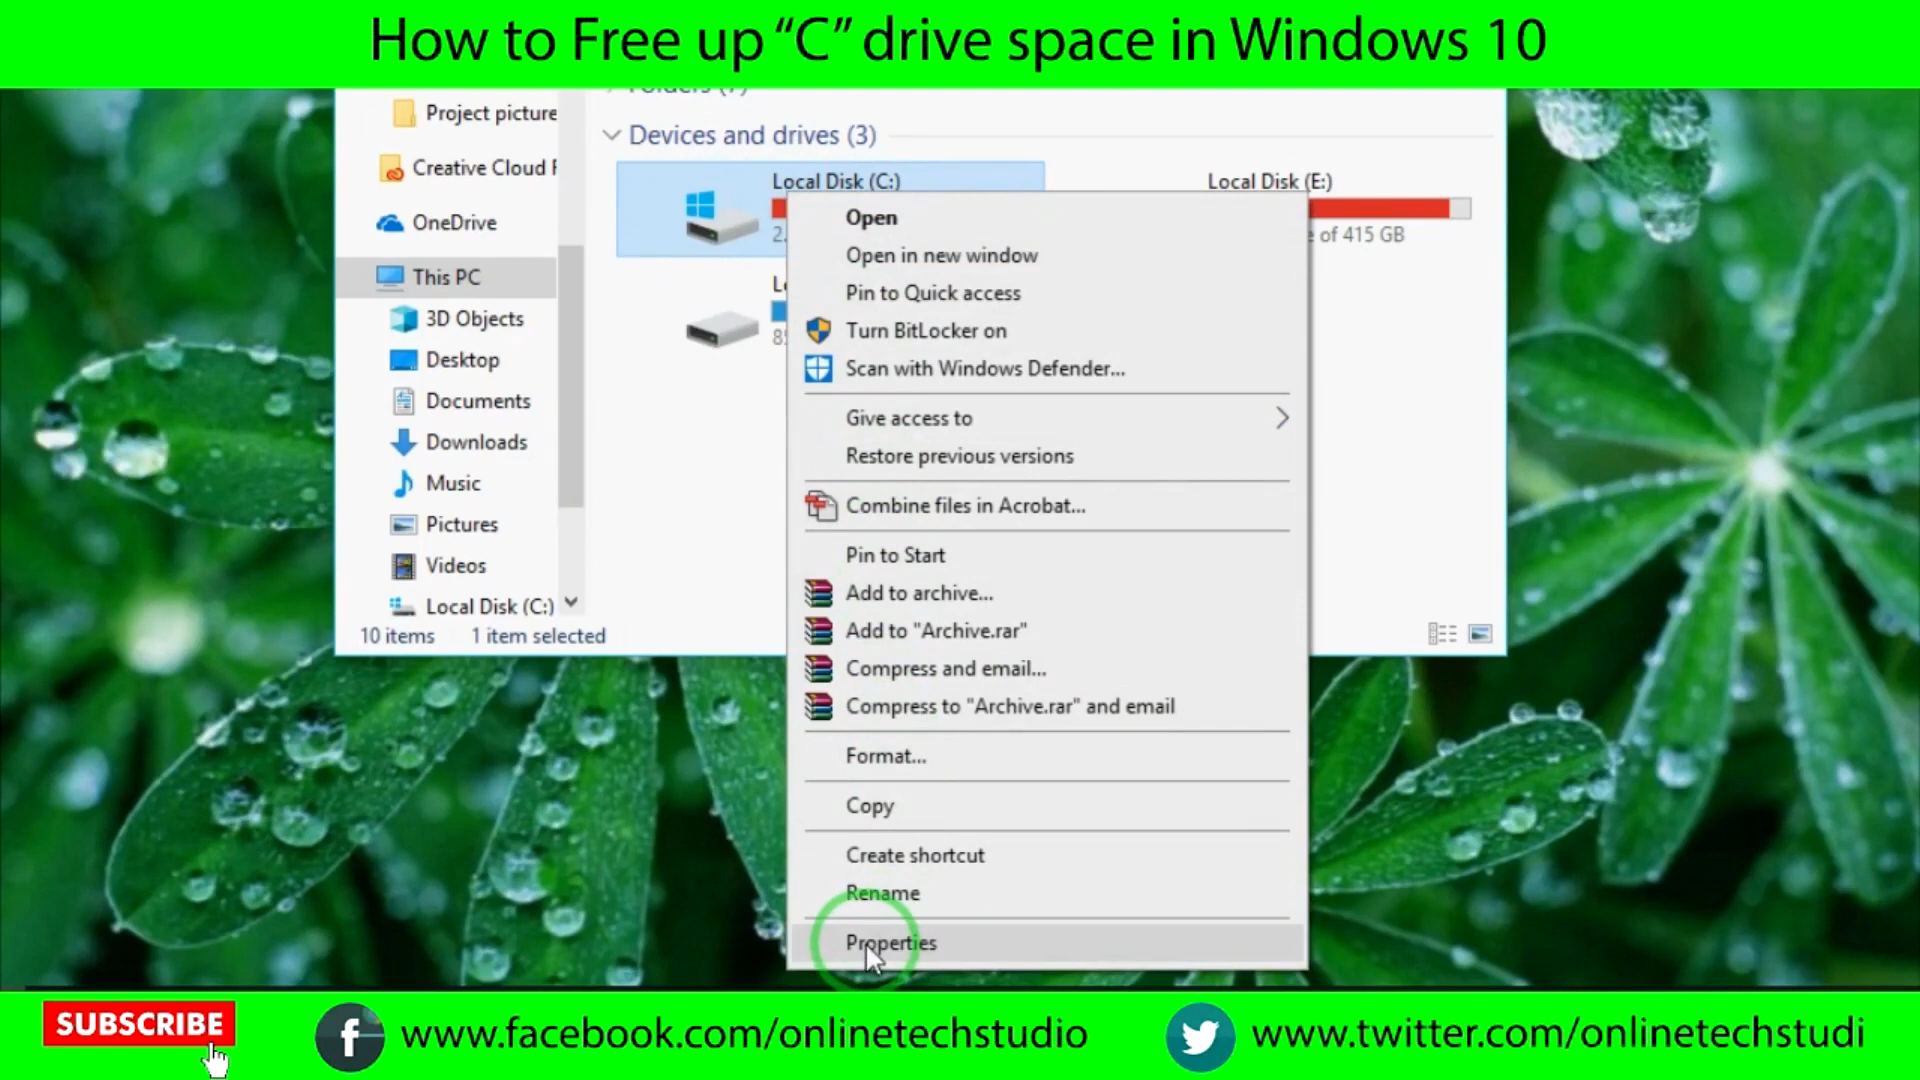 How to Free up “C” drive space in Windows 10
Project picture
Creative Cloud F
OneDrive
This PC
3D Objects
Desktop
Documents
Downloads
Music
Pictures
Videos
Local Disk (C:)
10 items 1 item selected
Devices and drives (3)
Local Disk (C:)
2.
Local Disk (E:)
e of 415 GB
Open
Open in new window
Pin to Quick access
Turn BitLocker on
Scan with Windows Defender...
Give access to
Restore previous versions
Combine files in Acrobat...
Pin to Start
Add to archive...
Add to "Archive.rar"
Compress and email...
Compress to "Archive.rar" and email
Format...
Copy
Create shortcut
Rename
Properties
SUBSCRIBE
www.facebook.com/onlinetechstudio
www.twitter.com/onlinetechstudi